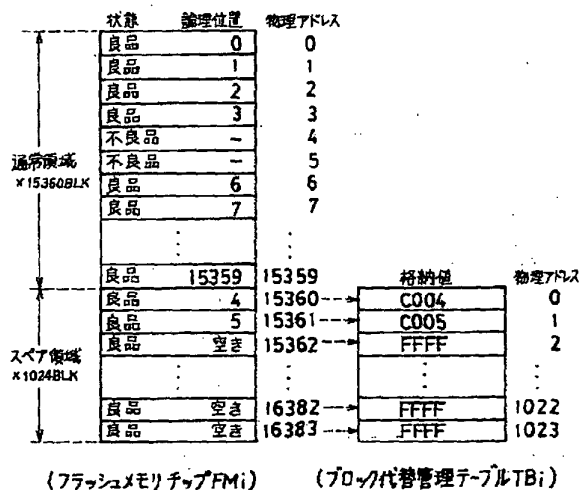 状態 論理位置 物理アドレス
良品 0 0
良品 1 1
良品 2 2
良品 3 3
不良品 − 4
不良品 − 5
良品 6 6
良品 7 7
通常領域
×15360BLK
⋮ ⋮
良品 15359 15359
格納値 物理アドレス
良品 4 15360 C004 0
良品 5 15361 C005 1
良品 空き 15362 FFFF 2
スペア領域
×1024BLK
⋮ ⋮ ⋮ ⋮
良品 空き 16382 FFFF 1022
良品 空き 16383 FFFF 1023
(フラッシュメモリチップFMi) (ブロック代替管理テーブルTBi)